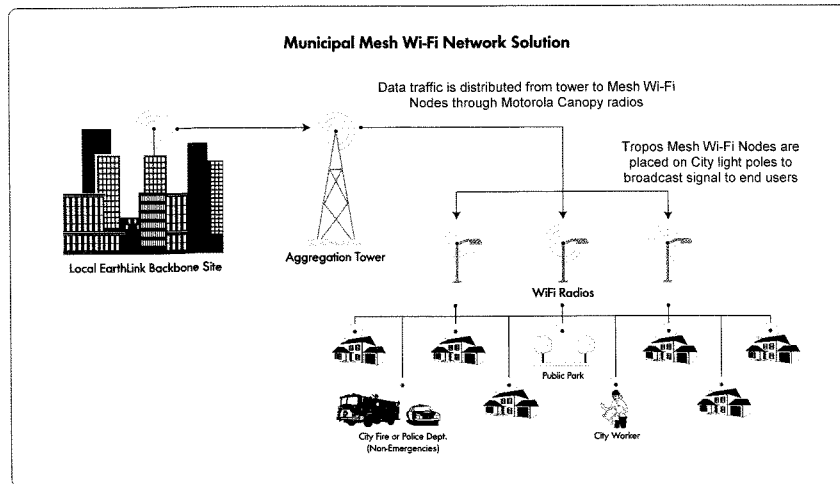 Municipal Mesh Wi-Fi Network Solution
Data traffic is distributed from tower to Mesh Wi-Fi
Nodes through Motorola Canopy radios
Tropos Mesh Wi-Fi Nodes are
placed on City light poles to
broadcast signal to end users
Local EarthLink Backbone Site
Aggregation Tower
WiFi Radios
Public Park
City Fire or Police Dept.
(Non-Emergencies)
City Worker